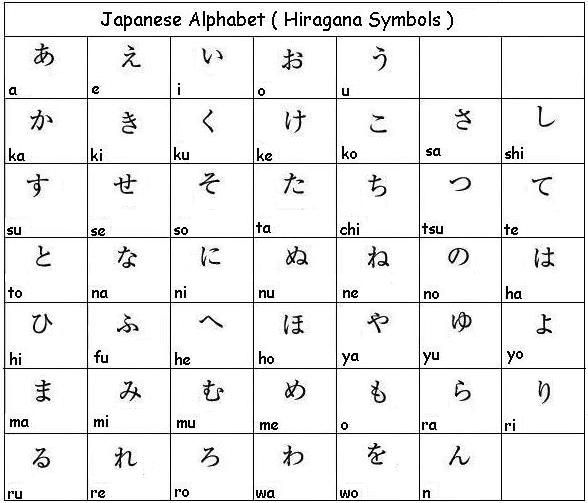 Japanese Alphabet ( Hiragana Symbols )
あ え い お う
a e i o u
か き く け こ さ し
ka ki ku ke ko sa shi
す せ そ た ち つ て
su se so ta chi tsu te
と な に ぬ ね の は
to na ni nu ne no ha
ひ ふ へ ほ や ゆ よ
hi fu he ho ya yu yo
ま み む め も ら り
ma mi mu me o ra ri
る れ ろ わ を ん
ru re ro wa wo n